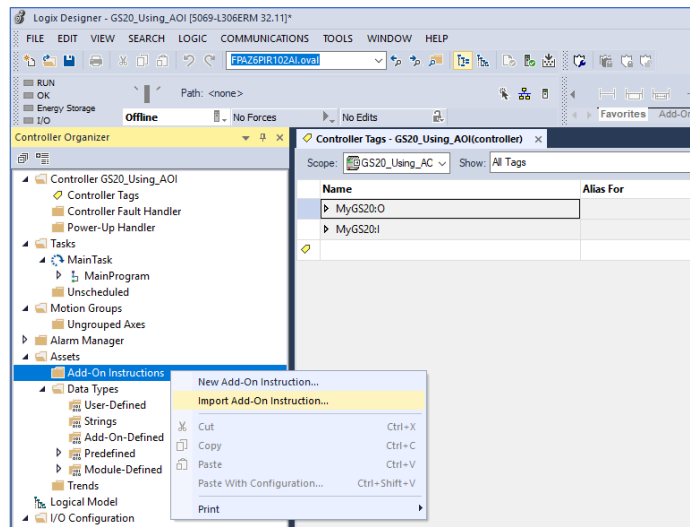 Logix Designer - GS20_Using_AOI [5069-L306ERM 32.11]*
FILE EDIT VIEW SEARCH LOGIC COMMUNICATIONS TOOLS WINDOW HELP
FPAZ6PIR102AI.oval
RUN
OK
Energy Storage
I/O
Path: <none>
Offline
No Forces
No Edits
Favorites Add-On
Controller Organizer
Controller GS20_Using_AOI
Controller Tags
Controller Fault Handler
Power-Up Handler
Tasks
MainTask
MainProgram
Unscheduled
Motion Groups
Ungrouped Axes
Alarm Manager
Assets
Add-On Instructions
Data Types
User-Defined
Strings
Add-On-Defined
Predefined
Module-Defined
Trends
Logical Model
I/O Configuration
Controller Tags - GS20_Using_AOI(controller)
Scope: GS20_Using_AC Show: All Tags
Name Alias For
MyGS20:O
MyGS20:I
New Add-On Instruction...
Import Add-On Instruction...
Cut Ctrl+X
Copy Ctrl+C
Paste Ctrl+V
Paste With Configuration... Ctrl+Shift+V
Print